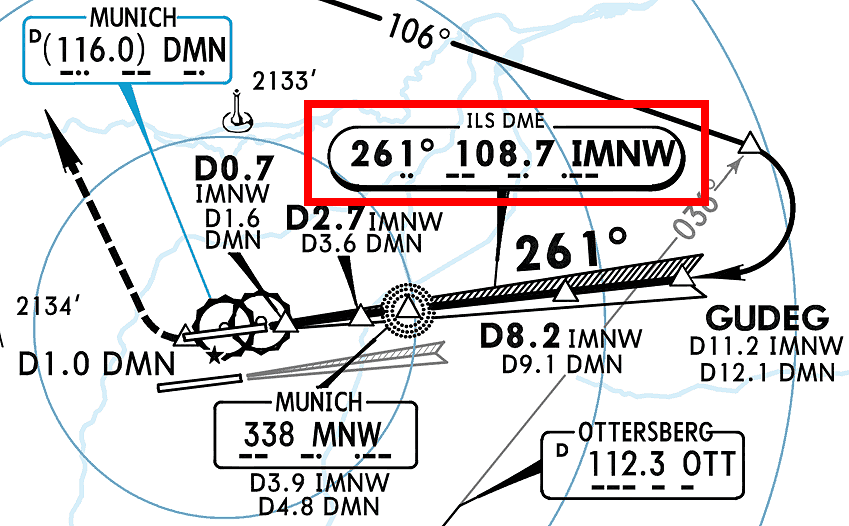 MUNICH
D(116.0) DMN
106°
2133'
ILS DME
261° 108.7 IMNW
D0.7
IMNW
D1.6
DMN
D2.7 IMNW
D3.6 DMN
036°
261°
2134'
D1.0 DMN
D8.2 IMNW
D9.1 DMN
GUDEG
D11.2 IMNW
D12.1 DMN
MUNICH
338 MNW
D3.9 IMNW
D4.8 DMN
OTTERSBERG
D 112.3 OTT